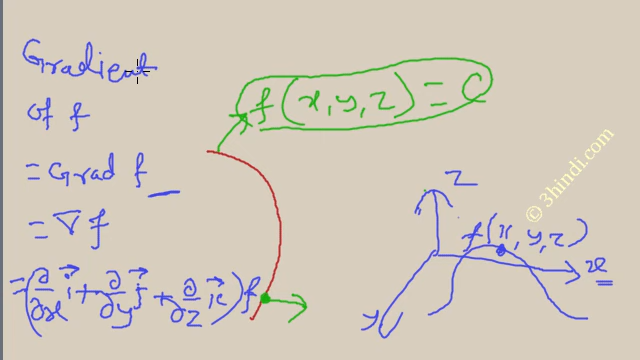 Gradient
of f
= Grad f
= ∇ f
= (∂/∂x i⃗ + ∂/∂y j⃗ + ∂/∂z k⃗) f
f(x,y,z) = C
z
f(x,y,z)
x
y
© 3hindi.com